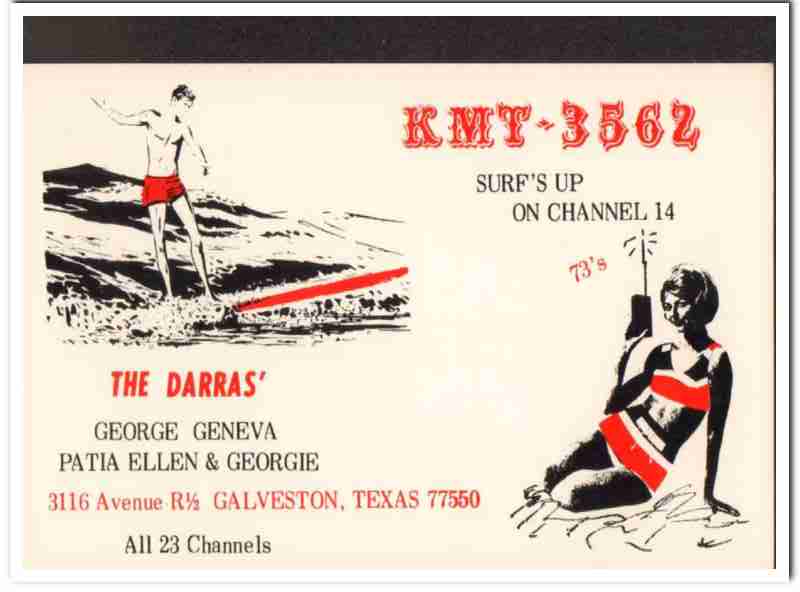 KMT-3562
SURF'S UP
ON CHANNEL 14
73's
THE DARRAS'
GEORGE GENEVA
PATIA ELLEN & GEORGIE
3116 Avenue R½ GALVESTON, TEXAS 77550
All 23 Channels